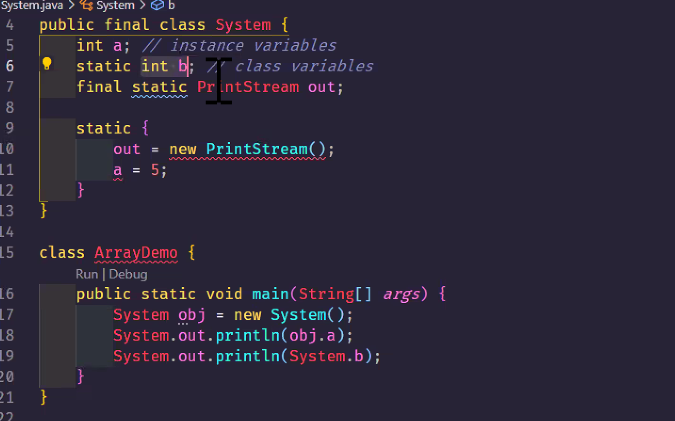 System.java > System > b
4 public final class System {
5 int a; // instance variables
6 static int b; // class variables
7 final static PrintStream out;
8
9 static {
10 out = new PrintStream();
11 a = 5;
12 }
13 }
14
15 class ArrayDemo {
Run | Debug
16 public static void main(String[] args) {
17 System obj = new System();
18 System.out.println(obj.a);
19 System.out.println(System.b);
20 }
21 }
22